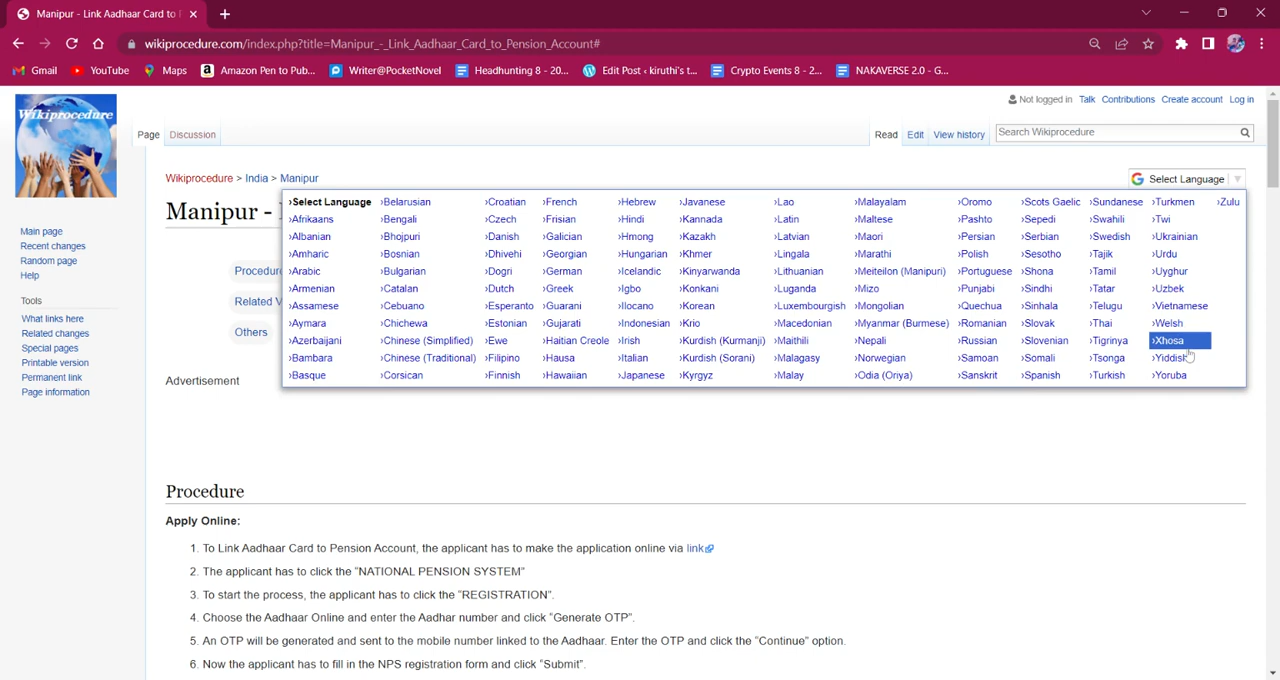 Manipur - Link Aadhaar Card to
wikiprocedure.com/index.php?title=Manipur_-_Link_Aadhaar_Card_to_Pension_Account#
Gmail YouTube Maps Amazon Pen to Pub... Writer@PocketNovel Headhunting 8 - 20... Edit Post ‹ kiruthi's t... Crypto Events 8 - 2... NAKAVERSE 2.0 - G...
Wikiprocedure
Not logged in Talk Contributions Create account Log in
Page Discussion Read Edit View history Search Wikiprocedure
Wikiprocedure > India > Manipur
G Select Language
Manipur -
Main page
Recent changes
Random page
Help
Tools
What links here
Related changes
Special pages
Printable version
Permanent link
Page information
Procedure
Related V
Others
›Select Language ›Belarusian ›Croatian ›French ›Hebrew ›Javanese ›Lao ›Malayalam ›Oromo ›Scots Gaelic ›Sundanese ›Turkmen ›Zulu
›Afrikaans ›Bengali ›Czech ›Frisian ›Hindi ›Kannada ›Latin ›Maltese ›Pashto ›Sepedi ›Swahili ›Twi
›Albanian ›Bhojpuri ›Danish ›Galician ›Hmong ›Kazakh ›Latvian ›Maori ›Persian ›Serbian ›Swedish ›Ukrainian
›Amharic ›Bosnian ›Dhivehi ›Georgian ›Hungarian ›Khmer ›Lingala ›Marathi ›Polish ›Sesotho ›Tajik ›Urdu
›Arabic ›Bulgarian ›Dogri ›German ›Icelandic ›Kinyarwanda ›Lithuanian ›Meiteilon (Manipuri) ›Portuguese ›Shona ›Tamil ›Uyghur
›Armenian ›Catalan ›Dutch ›Greek ›Igbo ›Konkani ›Luganda ›Mizo ›Punjabi ›Sindhi ›Tatar ›Uzbek
›Assamese ›Cebuano ›Esperanto ›Guarani ›Ilocano ›Korean ›Luxembourgish ›Mongolian ›Quechua ›Sinhala ›Telugu ›Vietnamese
›Aymara ›Chichewa ›Estonian ›Gujarati ›Indonesian ›Krio ›Macedonian ›Myanmar (Burmese) ›Romanian ›Slovak ›Thai ›Welsh
›Azerbaijani ›Chinese (Simplified) ›Ewe ›Haitian Creole ›Irish ›Kurdish (Kurmanji) ›Maithili ›Nepali ›Russian ›Slovenian ›Tigrinya ›Xhosa
›Bambara ›Chinese (Traditional) ›Filipino ›Hausa ›Italian ›Kurdish (Sorani) ›Malagasy ›Norwegian ›Samoan ›Somali ›Tsonga ›Yiddish
›Basque ›Corsican ›Finnish ›Hawaiian ›Japanese ›Kyrgyz ›Malay ›Odia (Oriya) ›Sanskrit ›Spanish ›Turkish ›Yoruba
Advertisement
Procedure
Apply Online:
1. To Link Aadhaar Card to Pension Account, the applicant has to make the application online via link
2. The applicant has to click the “NATIONAL PENSION SYSTEM”
3. To start the process, the applicant has to click the “REGISTRATION”.
4. Choose the Aadhaar Online and enter the Aadhar number and click “Generate OTP”.
5. An OTP will be generated and sent to the mobile number linked to the Aadhaar. Enter the OTP and click the “Continue” option.
6. Now the applicant has to fill in the NPS registration form and click “Submit”.